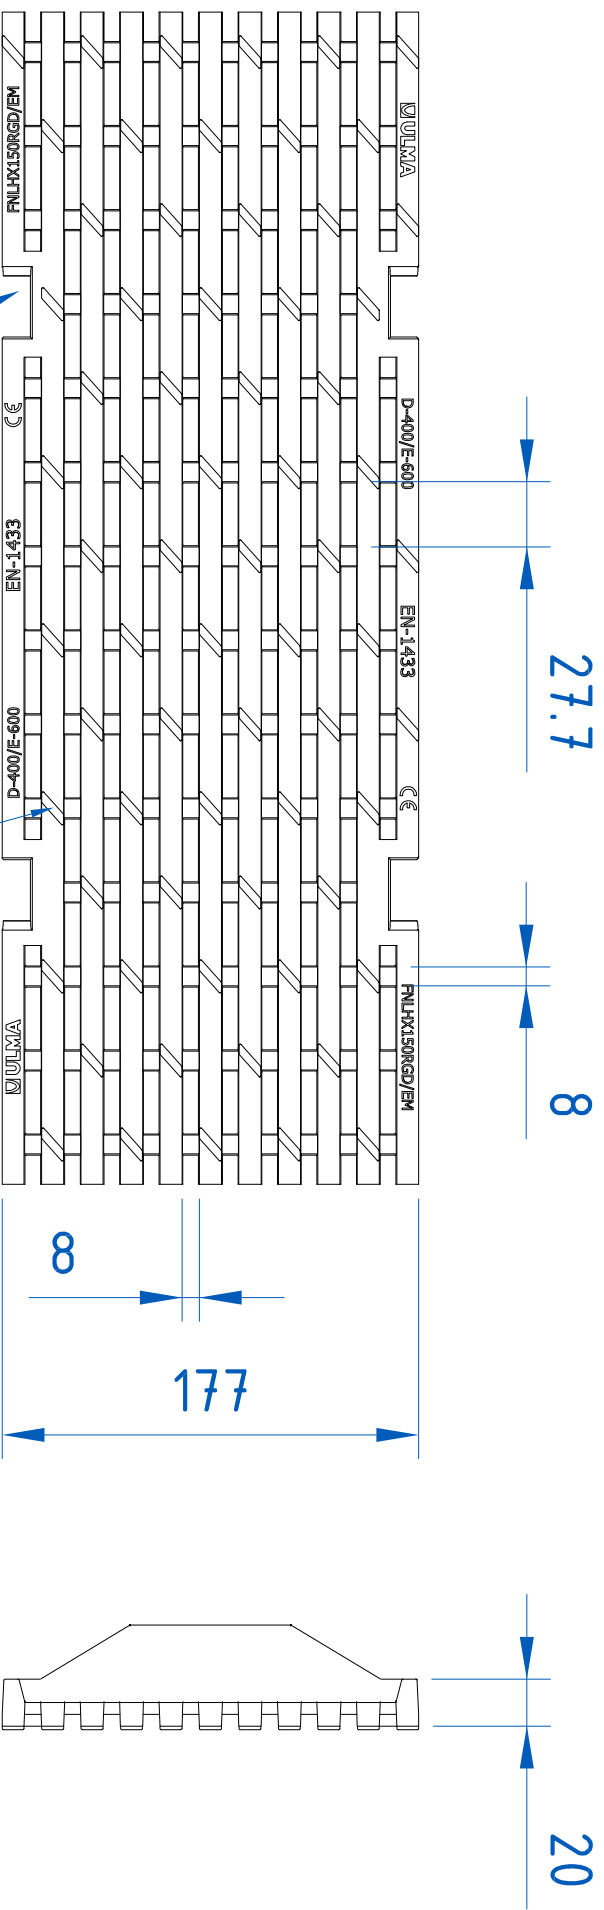 FNLHX150RGD/EM
ULMA
CE
D-400/E-600
EN-1433
EN-1433
27.7
D-400/E-600
CE
ULMA
FNLHX150RGD/EM
8
8
177
20